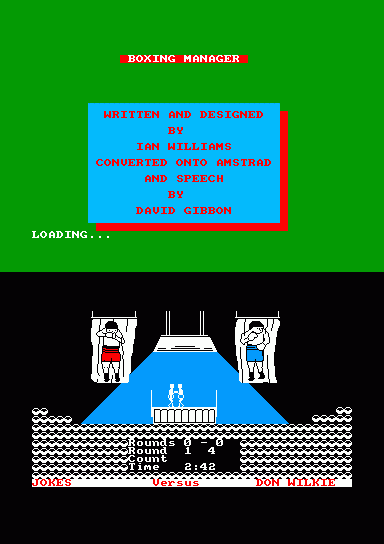 BOXING MANAGER
WRITTEN AND DESIGNED
BY
IAN WILLIAMS
CONVERTED ONTO AMSTRAD
AND SPEECH
BY
DAVID GIBBON
LOADING...
Rounds 0 - 0
Round 1 4
Count
Time 2:42
JOKES Versus DON WILKIE